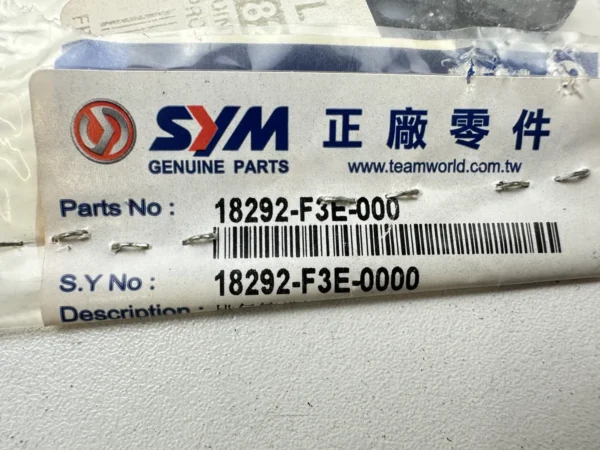 SYM 正廠零件
GENUINE PARTS www.teamworld.com.tw
Parts No : 18292-F3E-000
S.Y No : 18292-F3E-0000
Description :